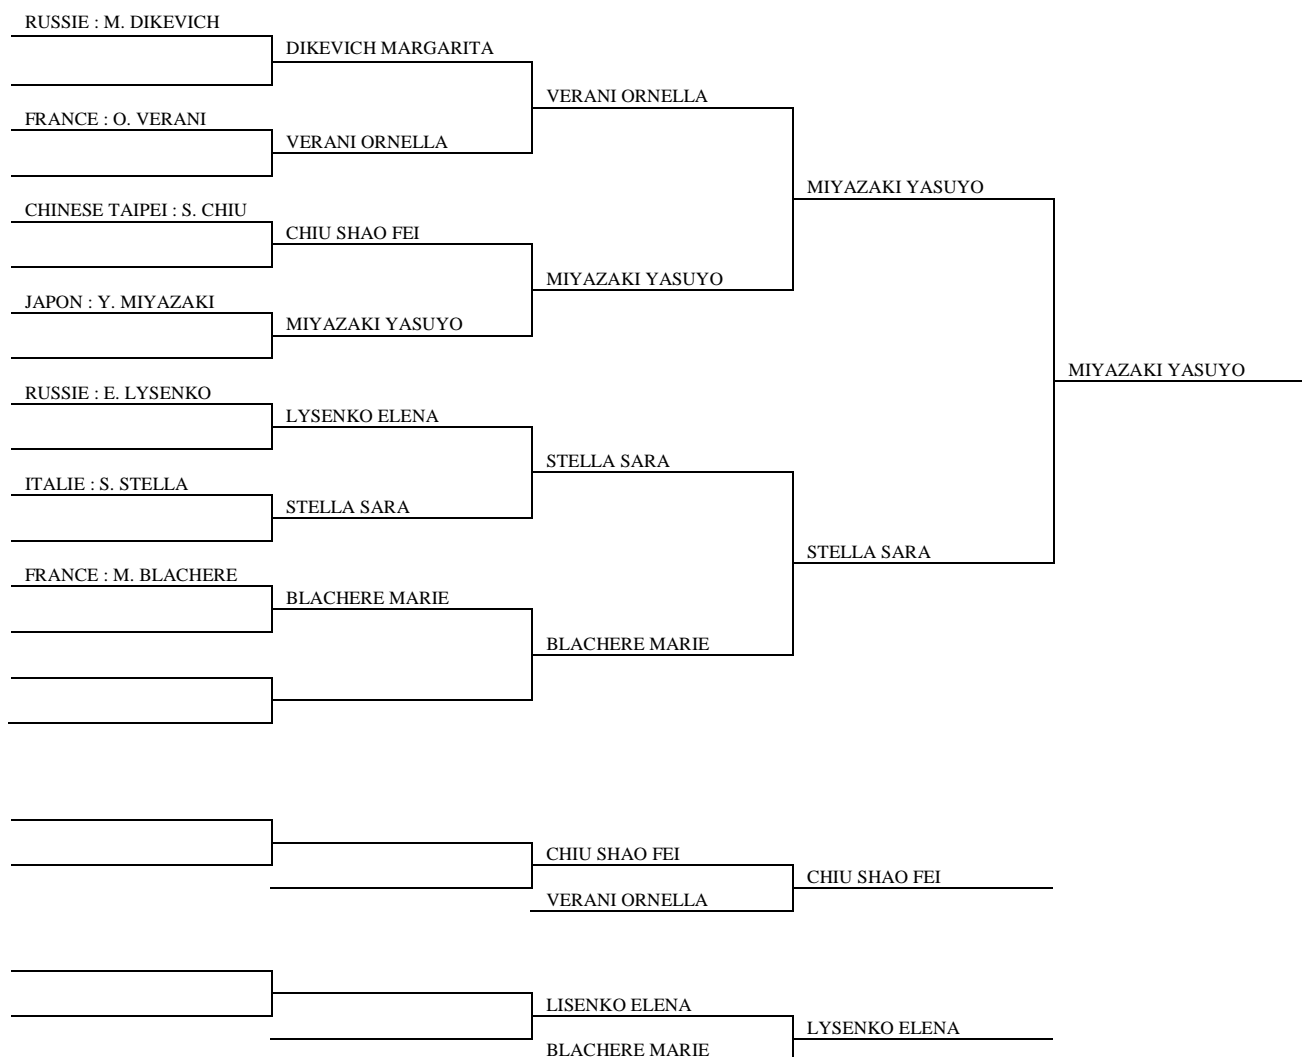 RUSSIE : M. DIKEVICH
DIKEVICH MARGARITA
VERANI ORNELLA
FRANCE : O. VERANI
VERANI ORNELLA
MIYAZAKI YASUYO
CHINESE TAIPEI : S. CHIU
CHIU SHAO FEI
MIYAZAKI YASUYO
JAPON : Y. MIYAZAKI
MIYAZAKI YASUYO
MIYAZAKI YASUYO
RUSSIE : E. LYSENKO
LYSENKO ELENA
STELLA SARA
ITALIE : S. STELLA
STELLA SARA
STELLA SARA
FRANCE : M. BLACHERE
BLACHERE MARIE
BLACHERE MARIE
CHIU SHAO FEI
CHIU SHAO FEI
VERANI ORNELLA
LISENKO ELENA
LYSENKO ELENA
BLACHERE MARIE